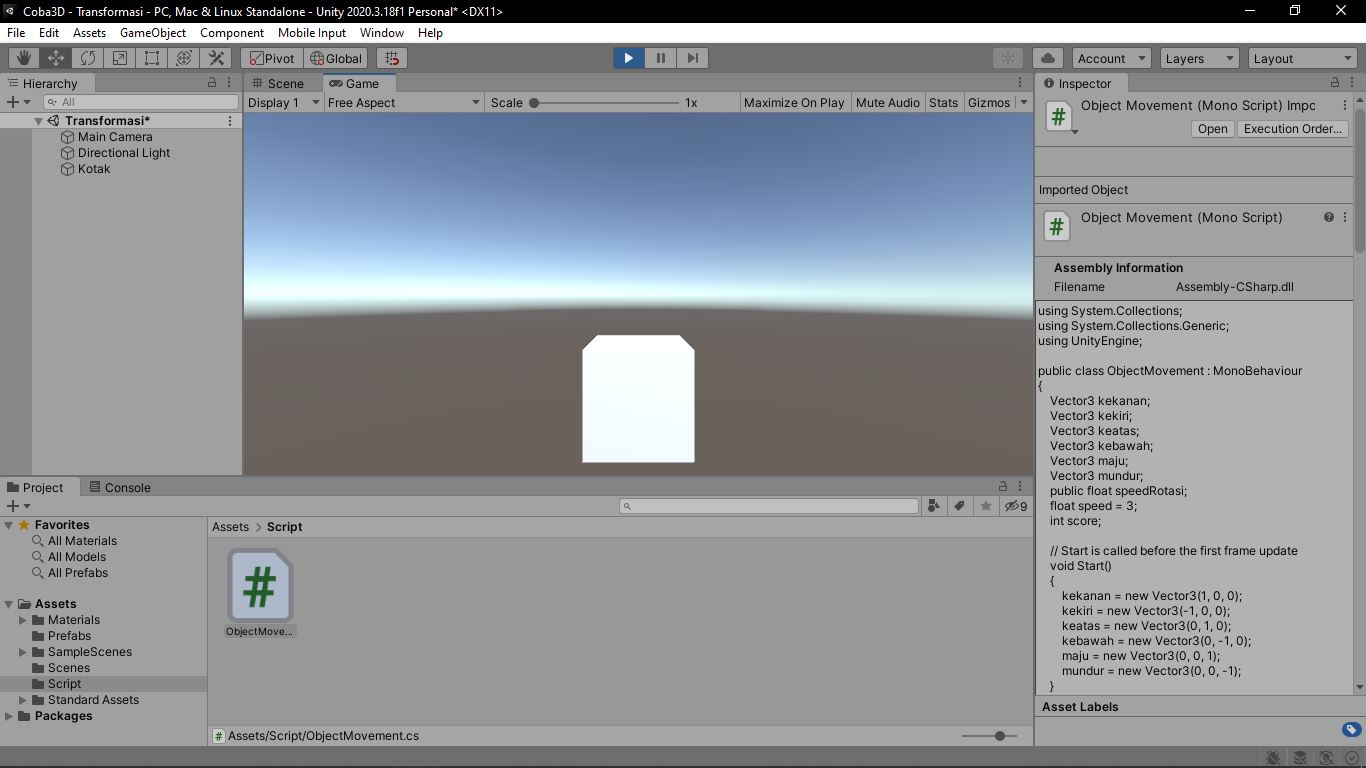 Coba3D - Transformasi - PC, Mac & Linux Standalone - Unity 2020.3.18f1 Personal* <DX11>
File Edit Assets GameObject Component Mobile Input Window Help
Pivot Global Account Layers Layout
Hierarchy
All
Transformasi*
Main Camera
Directional Light
Kotak
Scene Game
Display 1 Free Aspect Scale 1x Maximize On Play Mute Audio Stats Gizmos
Inspector
Object Movement (Mono Script) Impo
Open Execution Order...
Imported Object
Object Movement (Mono Script)
Assembly Information
Filename Assembly-CSharp.dll
using System.Collections;
using System.Collections.Generic;
using UnityEngine;
public class ObjectMovement : MonoBehaviour
{
Vector3 kekanan;
Vector3 kekiri;
Vector3 keatas;
Vector3 kebawah;
Vector3 maju;
Vector3 mundur;
public float speedRotasi;
float speed = 3;
int score;
// Start is called before the first frame update
void Start()
{
kekanan = new Vector3(1, 0, 0);
kekiri = new Vector3(-1, 0, 0);
keatas = new Vector3(0, 1, 0);
kebawah = new Vector3(0, -1, 0);
maju = new Vector3(0, 0, 1);
mundur = new Vector3(0, 0, -1);
}
Asset Labels
Project Console
9
Favorites
All Materials
All Models
All Prefabs
Assets
Materials
Prefabs
SampleScenes
Scenes
Script
Standard Assets
Packages
Assets > Script
#
ObjectMove...
Assets/Script/ObjectMovement.cs